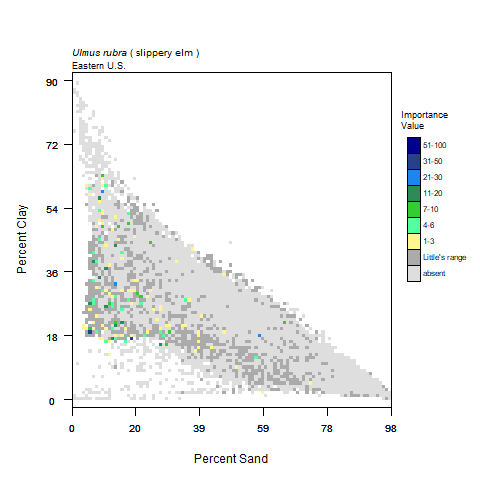 Ulmus rubra ( slippery elm )
Eastern U.S.
Importance
Value
51-100
31-50
21-30
11-20
7-10
4-6
1-3
Little's range
absent
90
72
54
36
18
0
Percent Clay
0 20 39 59 78 98
Percent Sand